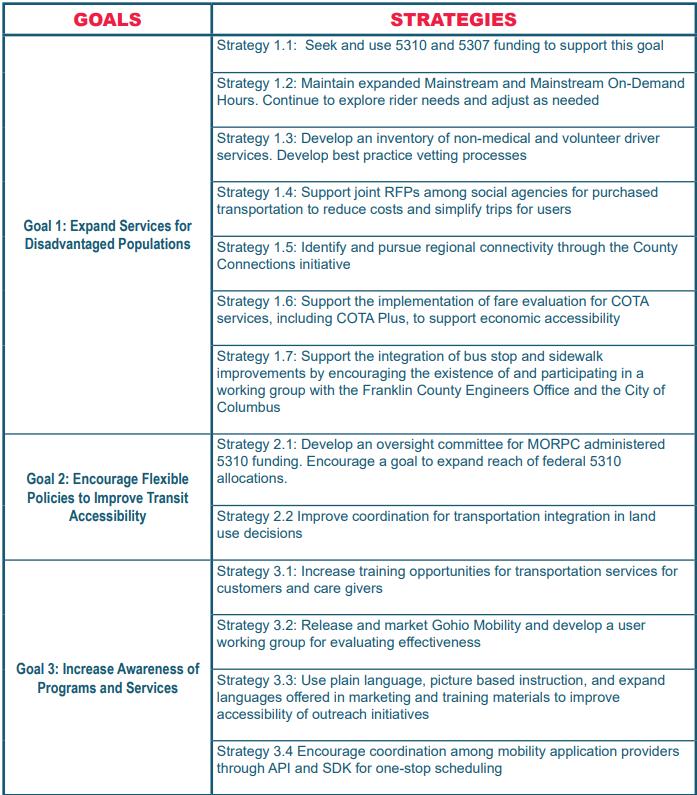 GOALS
STRATEGIES
Goal 1: Expand Services for
Disadvantaged Populations
Strategy 1.1:  Seek and use 5310 and 5307 funding to support this goal
Strategy 1.2: Maintain expanded Mainstream and Mainstream On-Demand
Hours. Continue to explore rider needs and adjust as needed
Strategy 1.3: Develop an inventory of non-medical and volunteer driver
services. Develop best practice vetting processes
Strategy 1.4: Support joint RFPs among social agencies for purchased
transportation to reduce costs and simplify trips for users
Strategy 1.5: Identify and pursue regional connectivity through the County
Connections initiative
Strategy 1.6: Support the implementation of fare evaluation for COTA
services, including COTA Plus, to support economic accessibility
Strategy 1.7: Support the integration of bus stop and sidewalk
improvements by encouraging the existence of and participating in a
working group with the Franklin County Engineers Office and the City of
Columbus
Goal 2: Encourage Flexible
Policies to Improve Transit
Accessibility
Strategy 2.1: Develop an oversight committee for MORPC administered
5310 funding. Encourage a goal to expand reach of federal 5310
allocations.
Strategy 2.2 Improve coordination for transportation integration in land
use decisions
Goal 3: Increase Awareness of
Programs and Services
Strategy 3.1: Increase training opportunities for transportation services for
customers and care givers
Strategy 3.2: Release and market Gohio Mobility and develop a user
working group for evaluating effectiveness
Strategy 3.3: Use plain language, picture based instruction, and expand
languages offered in marketing and training materials to improve
accessibility of outreach initiatives
Strategy 3.4 Encourage coordination among mobility application providers
through API and SDK for one-stop scheduling